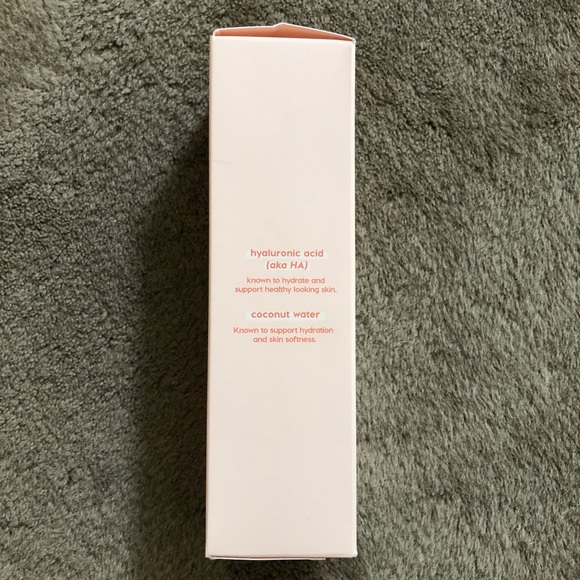 hyaluronic acid
(aka HA)
known to hydrate and
support healthy looking skin.
coconut water
Known to support hydration
and skin softness.